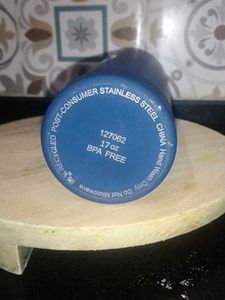 RECYCLED POST-CONSUMER STAINLESS STEEL CHINA Hand Wash Only Do Not Microwave
127062
17 oz
BPA FREE